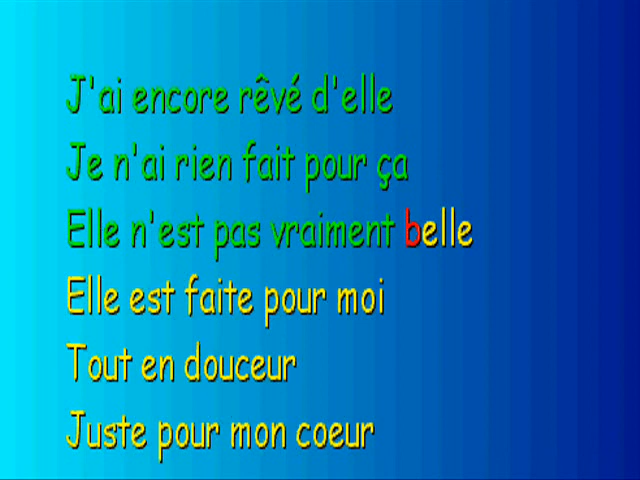 J'ai encore rêvé d'elle
Je n'ai rien fait pour ça
Elle n'est pas vraiment belle
Elle est faite pour moi
Tout en douceur
Juste pour mon coeur